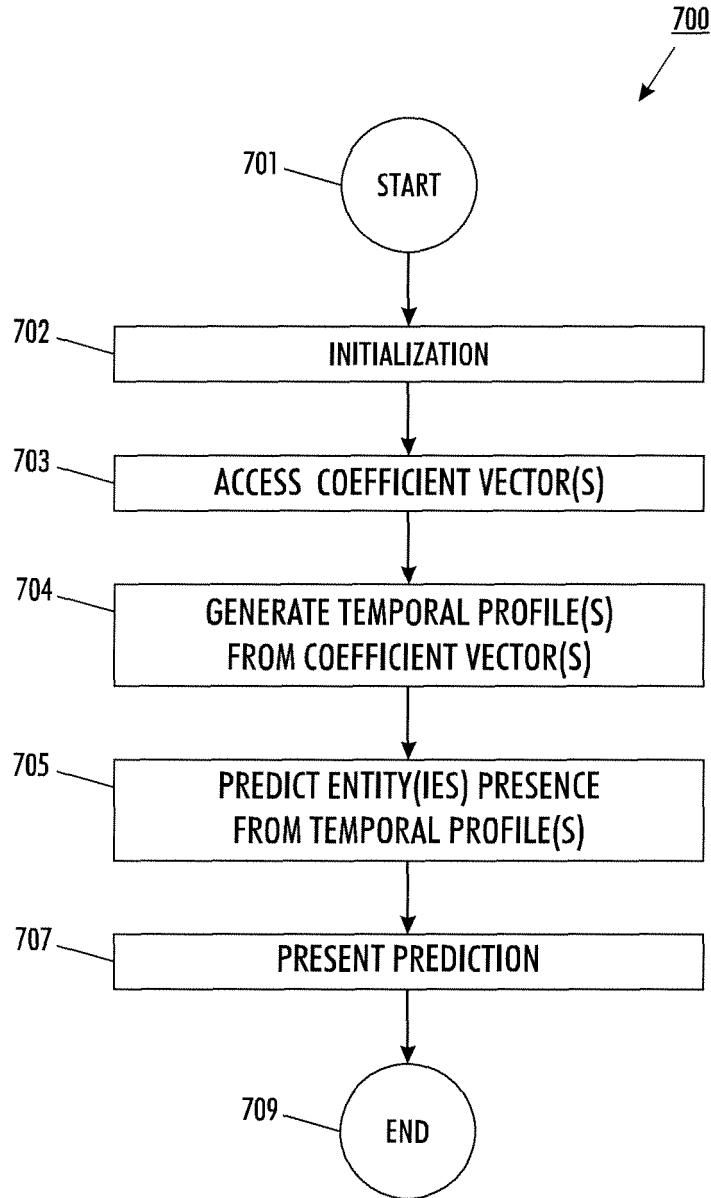 700
701
START
702
INITIALIZATION
703
ACCESS COEFFICIENT VECTOR(S)
704
GENERATE TEMPORAL PROFILE(S)
FROM COEFFICIENT VECTOR(S)
705
PREDICT ENTITY(IES) PRESENCE
FROM TEMPORAL PROFILE(S)
707
PRESENT PREDICTION
709
END